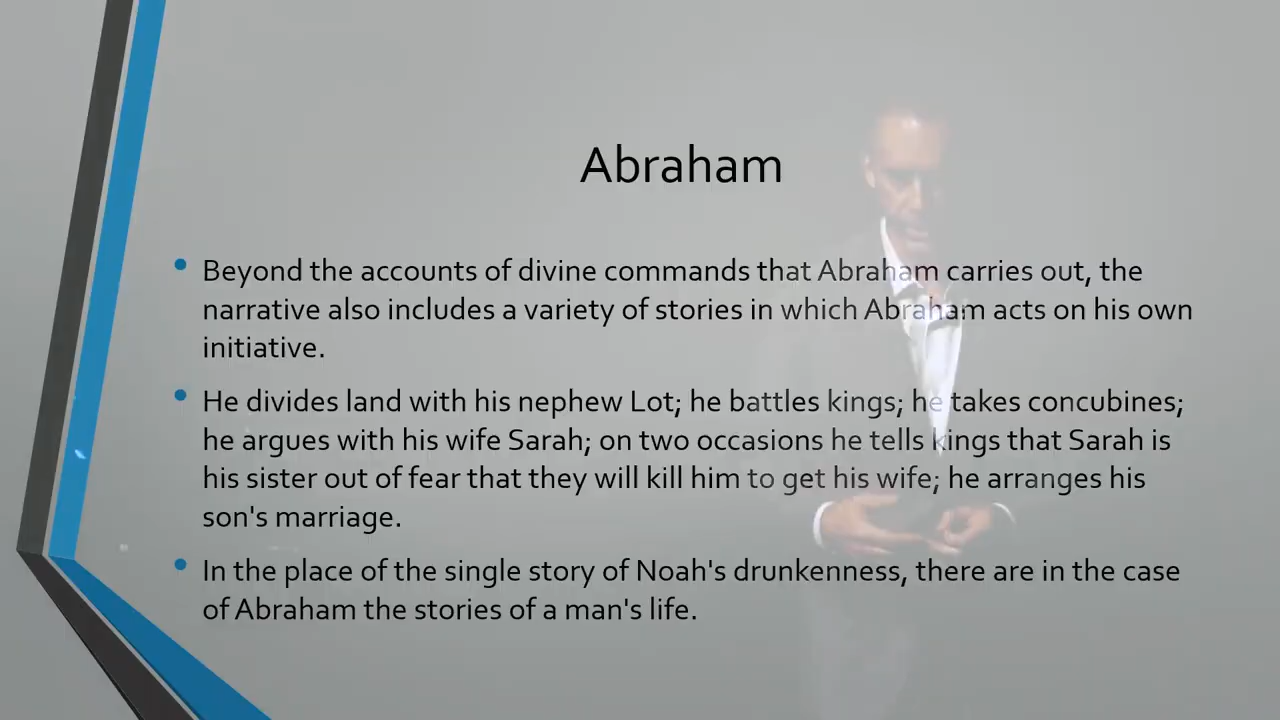 Abraham
Beyond the accounts of divine commands that Abraham carries out, the
narrative also includes a variety of stories in which Abraham acts on his own
initiative.
He divides land with his nephew Lot; he battles kings; he takes concubines;
he argues with his wife Sarah; on two occasions he tells kings that Sarah is
his sister out of fear that they will kill him to get his wife; he arranges his
son's marriage.
In the place of the single story of Noah's drunkenness, there are in the case
of Abraham the stories of a man's life.